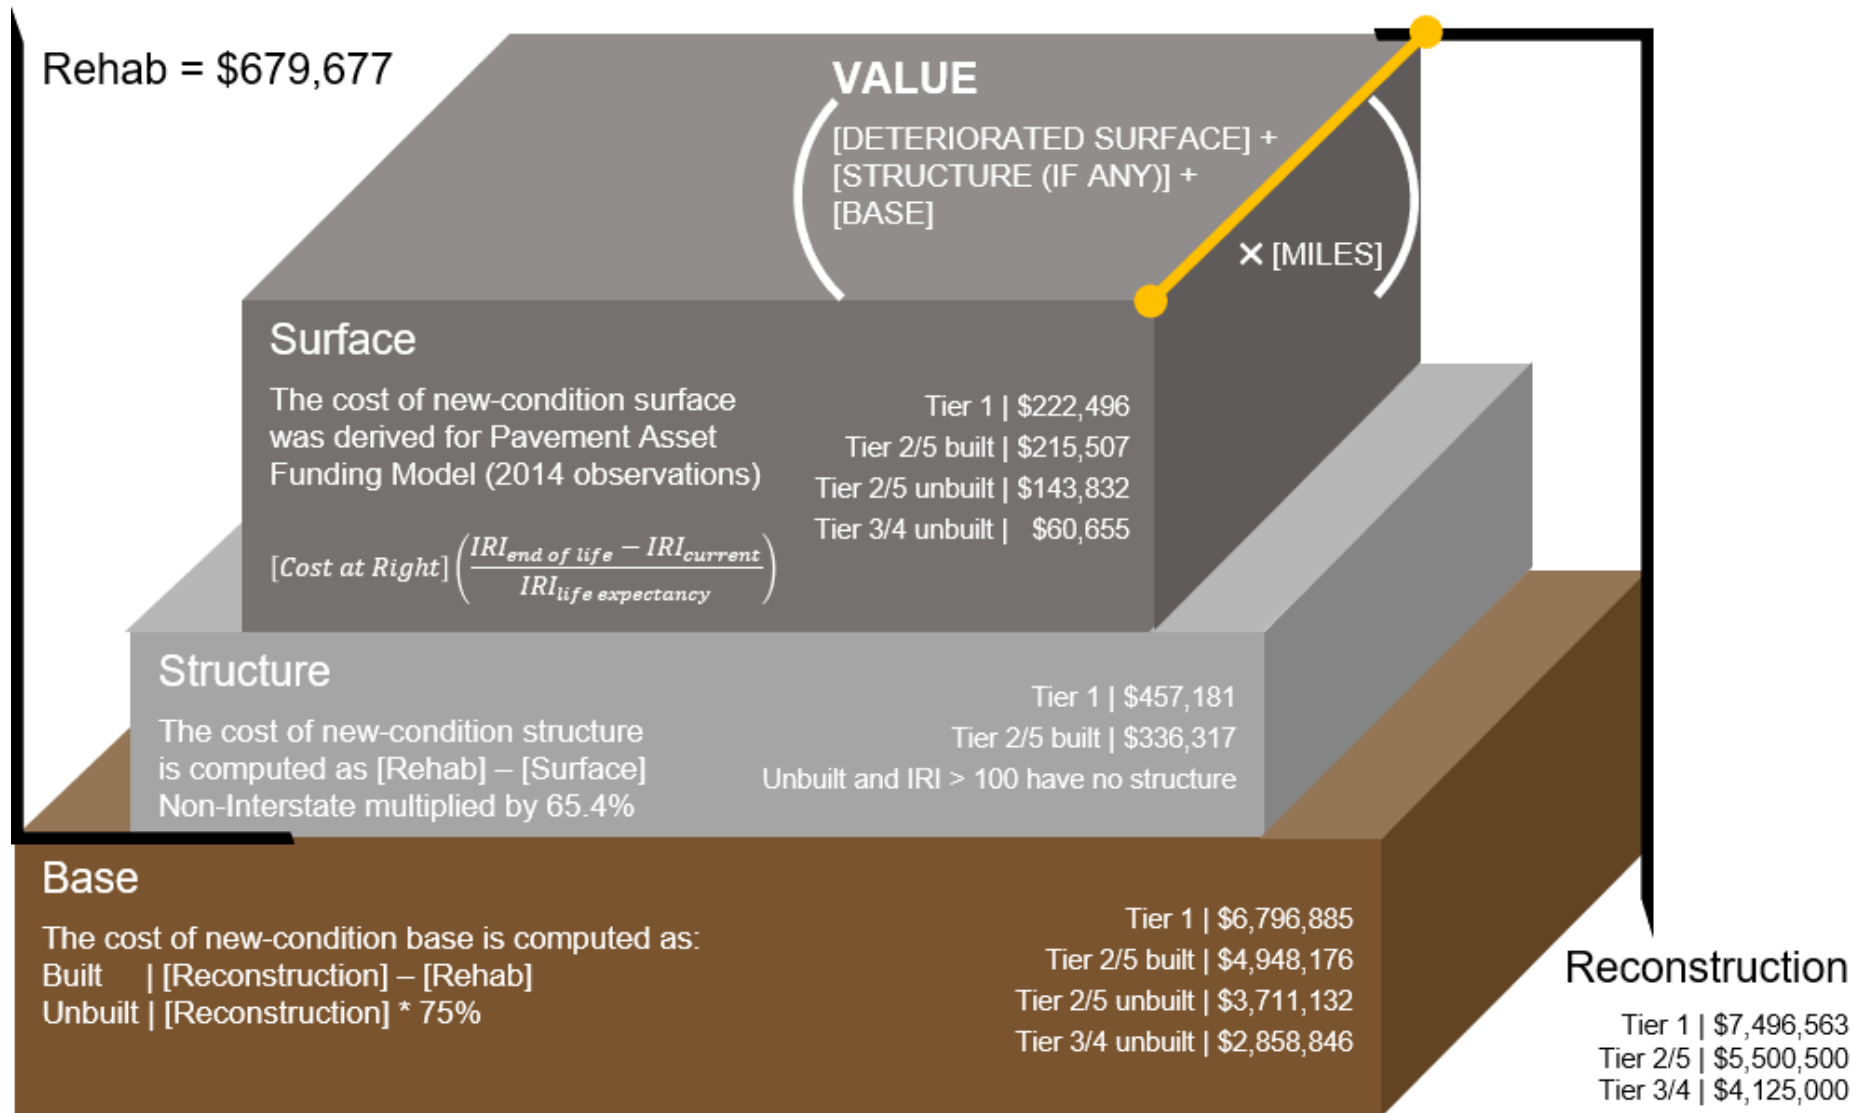 Rehab = $679,677
VALUE
[DETERIORATED SURFACE] +
[STRUCTURE (IF ANY)] +
[BASE]
✕ [MILES]
Surface
The cost of new-condition surface
was derived for Pavement Asset
Funding Model (2014 observations)
[Cost at Right] (IRI end of life − IRI current / IRI life expectancy)
Tier 1 | $222,496
Tier 2/5 built | $215,507
Tier 2/5 unbuilt | $143,832
Tier 3/4 unbuilt | $60,655
Structure
The cost of new-condition structure
is computed as [Rehab] – [Surface]
Non-Interstate multiplied by 65.4%
Tier 1 | $457,181
Tier 2/5 built | $336,317
Unbuilt and IRI > 100 have no structure
Base
The cost of new-condition base is computed as:
Built | [Reconstruction] – [Rehab]
Unbuilt | [Reconstruction] * 75%
Tier 1 | $6,796,885
Tier 2/5 built | $4,948,176
Tier 2/5 unbuilt | $3,711,132
Tier 3/4 unbuilt | $2,858,846
Reconstruction
Tier 1 | $7,496,563
Tier 2/5 | $5,500,500
Tier 3/4 | $4,125,000